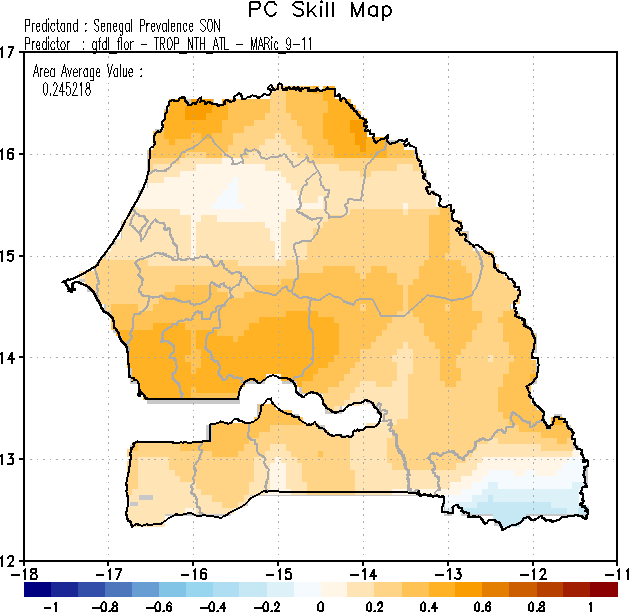 PC Skill Map
Predictand : Senegal Prevalence SON
Predictor : gfdl_flor - TROP_NTH_ATL - MARic_9-11
Area Average Value :
0.245218
17
16
15
14
13
12
-18 -17 -16 -15 -14 -13 -12 -11
-1 -0.8 -0.6 -0.4 -0.2 0 0.2 0.4 0.6 0.8 1